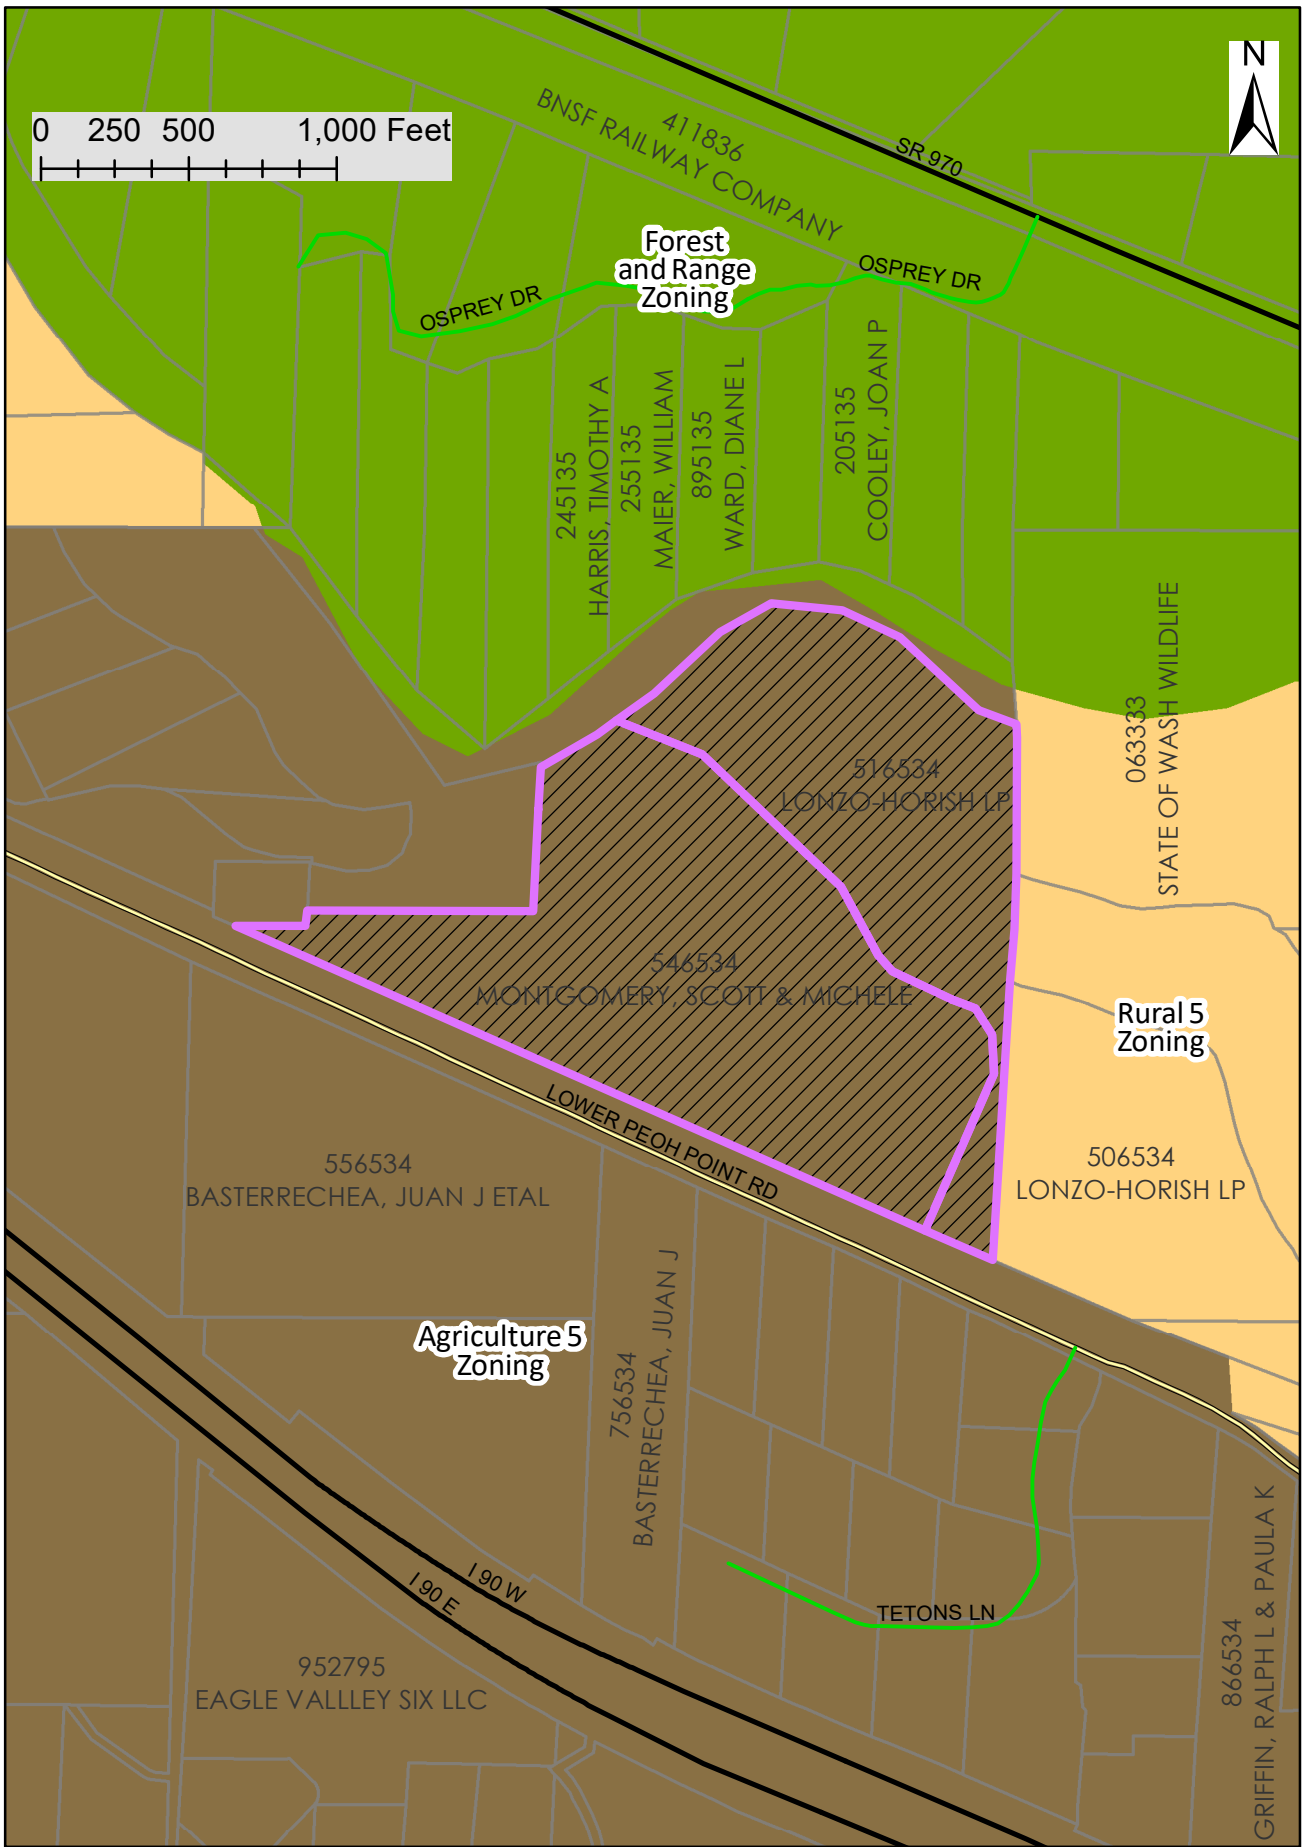 N
0 250 500 1,000 Feet
411836
BNSF RAILWAY COMPANY
SR 970
Forest
and Range
Zoning
OSPREY DR
OSPREY DR
245135
HARRIS, TIMOTHY A
255135
MAIER, WILLIAM
895135
WARD, DIANE L
205135
COOLEY, JOAN P
063333
STATE OF WASH WILDLIFE
516534
LONZO-HORISH LP
546534
MONTGOMERY, SCOTT & MICHELE
Rural 5
Zoning
LOWER PEOH POINT RD
556534
BASTERRECHEA, JUAN J ETAL
506534
LONZO-HORISH LP
Agriculture 5
Zoning
756534
BASTERRECHEA, JUAN J
I 90 W
I 90 E
TETONS LN
952795
EAGLE VALLLEY SIX LLC
866534
GRIFFIN, RALPH L & PAULA K